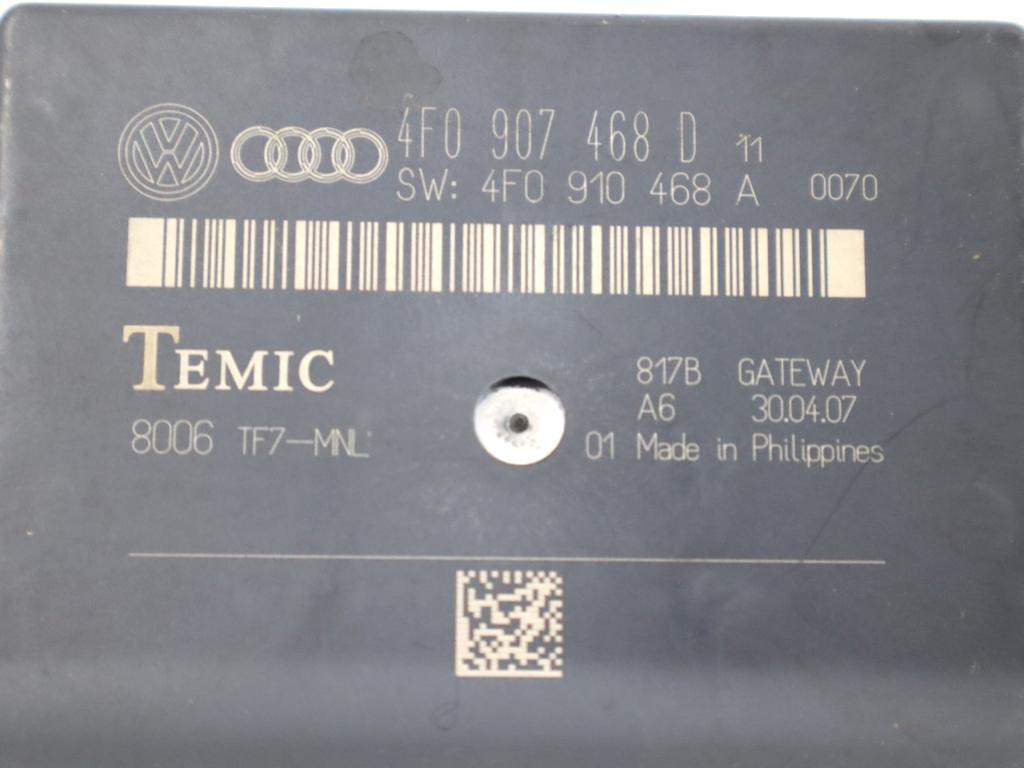 4F0 907 468 D 11
SW: 4F0 910 468 A 0070
TEMIC
817B GATEWAY
A6 30.04.07
8006 TF7-MNL
01 Made in Philippines